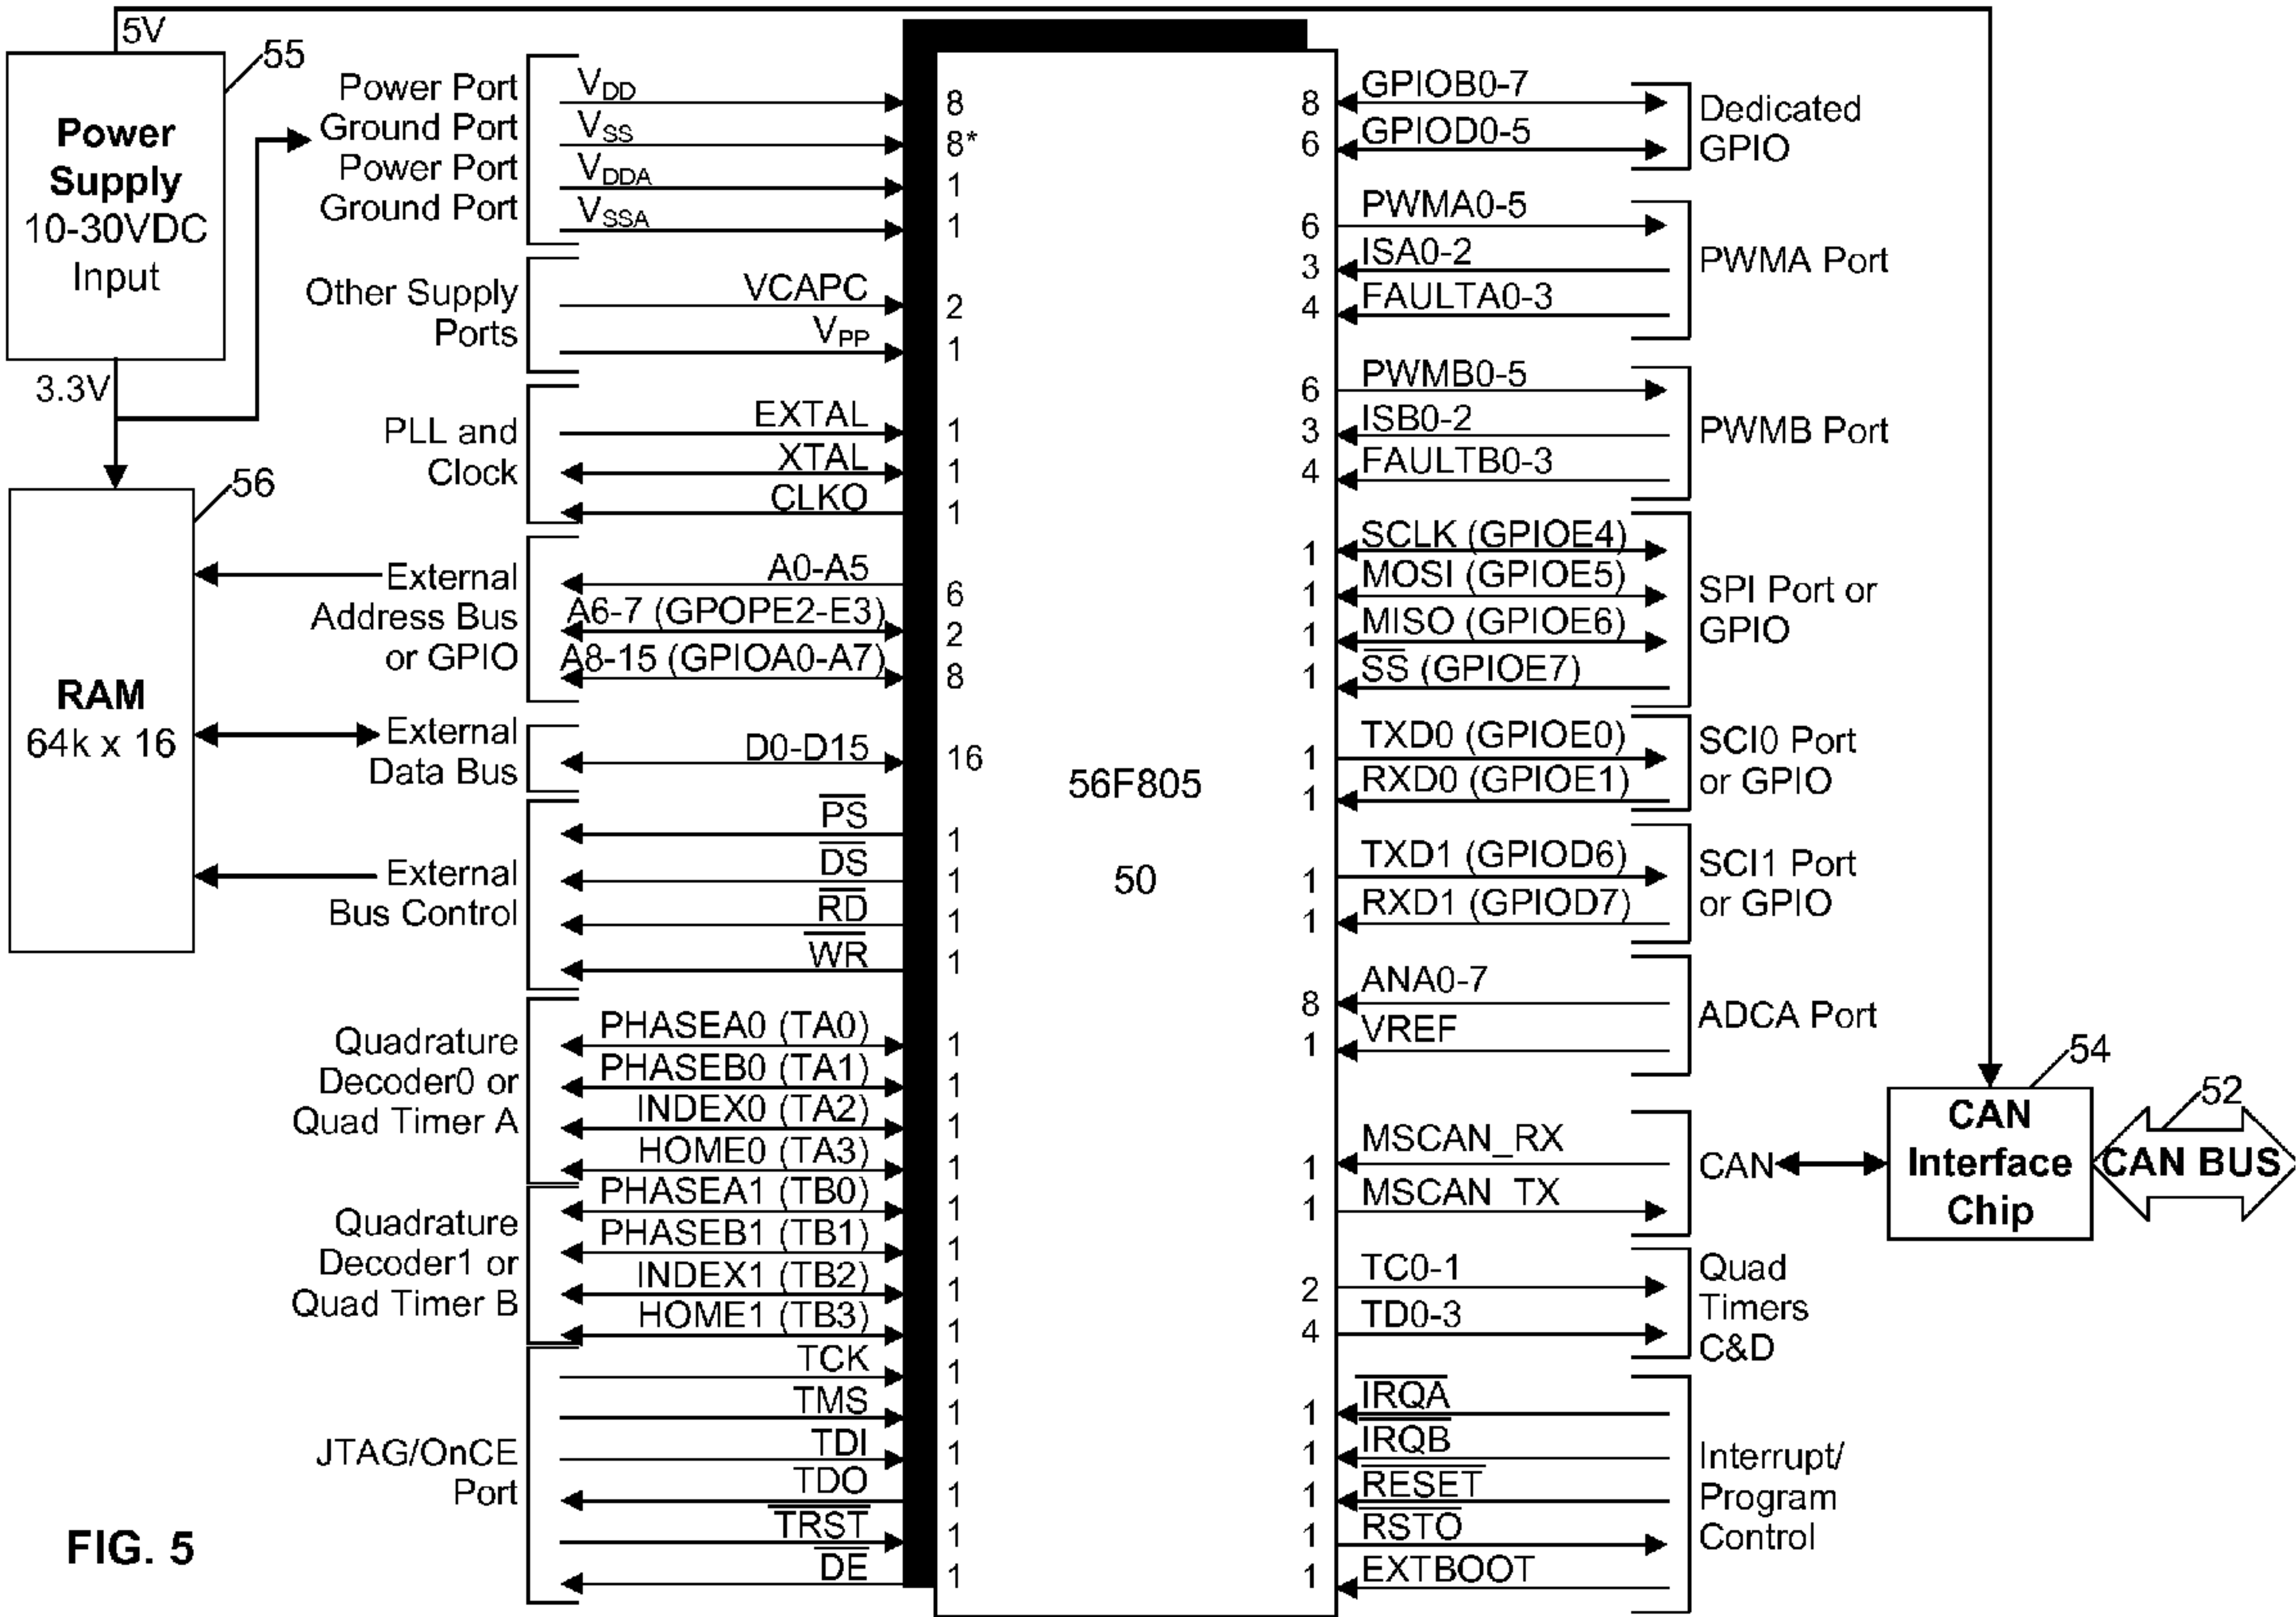 5V
55
Power
Supply
10-30VDC
Input
3.3V
56
RAM
64k x 16
Power Port
Ground Port
Power Port
Ground Port
VDD
8
VSS
8*
VDDA
1
VSSA
1
Other Supply
Ports
VCAPC
2
VPP
1
PLL and
Clock
EXTAL
1
XTAL
1
CLKO
1
External
Address Bus
or GPIO
A0-A5
6
A6-7 (GPOPE2-E3)
2
A8-15 (GPIOA0-A7)
8
External
Data Bus
D0-D15
16
External
Bus Control
P̅S̅
1
D̅S̅
1
R̅D̅
1
W̅R̅
1
Quadrature
Decoder0 or
Quad Timer A
PHASEA0 (TA0)
1
PHASEB0 (TA1)
1
INDEX0 (TA2)
1
HOME0 (TA3)
1
Quadrature
Decoder1 or
Quad Timer B
PHASEA1 (TB0)
1
PHASEB1 (TB1)
1
INDEX1 (TB2)
1
HOME1 (TB3)
1
JTAG/OnCE
Port
TCK
1
TMS
1
TDI
1
TDO
1
T̅R̅S̅T̅
1
D̅E̅
1
56F805
50
8
GPIOB0-7
6
GPIOD0-5
Dedicated
GPIO
6
PWMA0-5
3
ISA0-2
4
FAULTA0-3
PWMA Port
6
PWMB0-5
3
ISB0-2
4
FAULTB0-3
PWMB Port
1
SCLK (GPIOE4)
1
MOSI (GPIOE5)
1
MISO (GPIOE6)
1
S̅S̅ (GPIOE7)
SPI Port or
GPIO
1
TXD0 (GPIOE0)
1
RXD0 (GPIOE1)
SCI0 Port
or GPIO
1
TXD1 (GPIOD6)
1
RXD1 (GPIOD7)
SCI1 Port
or GPIO
8
ANA0-7
1
VREF
ADCA Port
1
MSCAN_RX
1
MSCAN_TX
CAN
54
CAN
Interface
Chip
52
CAN BUS
2
TC0-1
4
TD0-3
Quad
Timers
C&D
1
I̅R̅Q̅A̅
1
I̅R̅Q̅B̅
1
R̅E̅S̅E̅T̅
1
R̅S̅T̅O̅
1
EXTBOOT
Interrupt/
Program
Control
FIG. 5